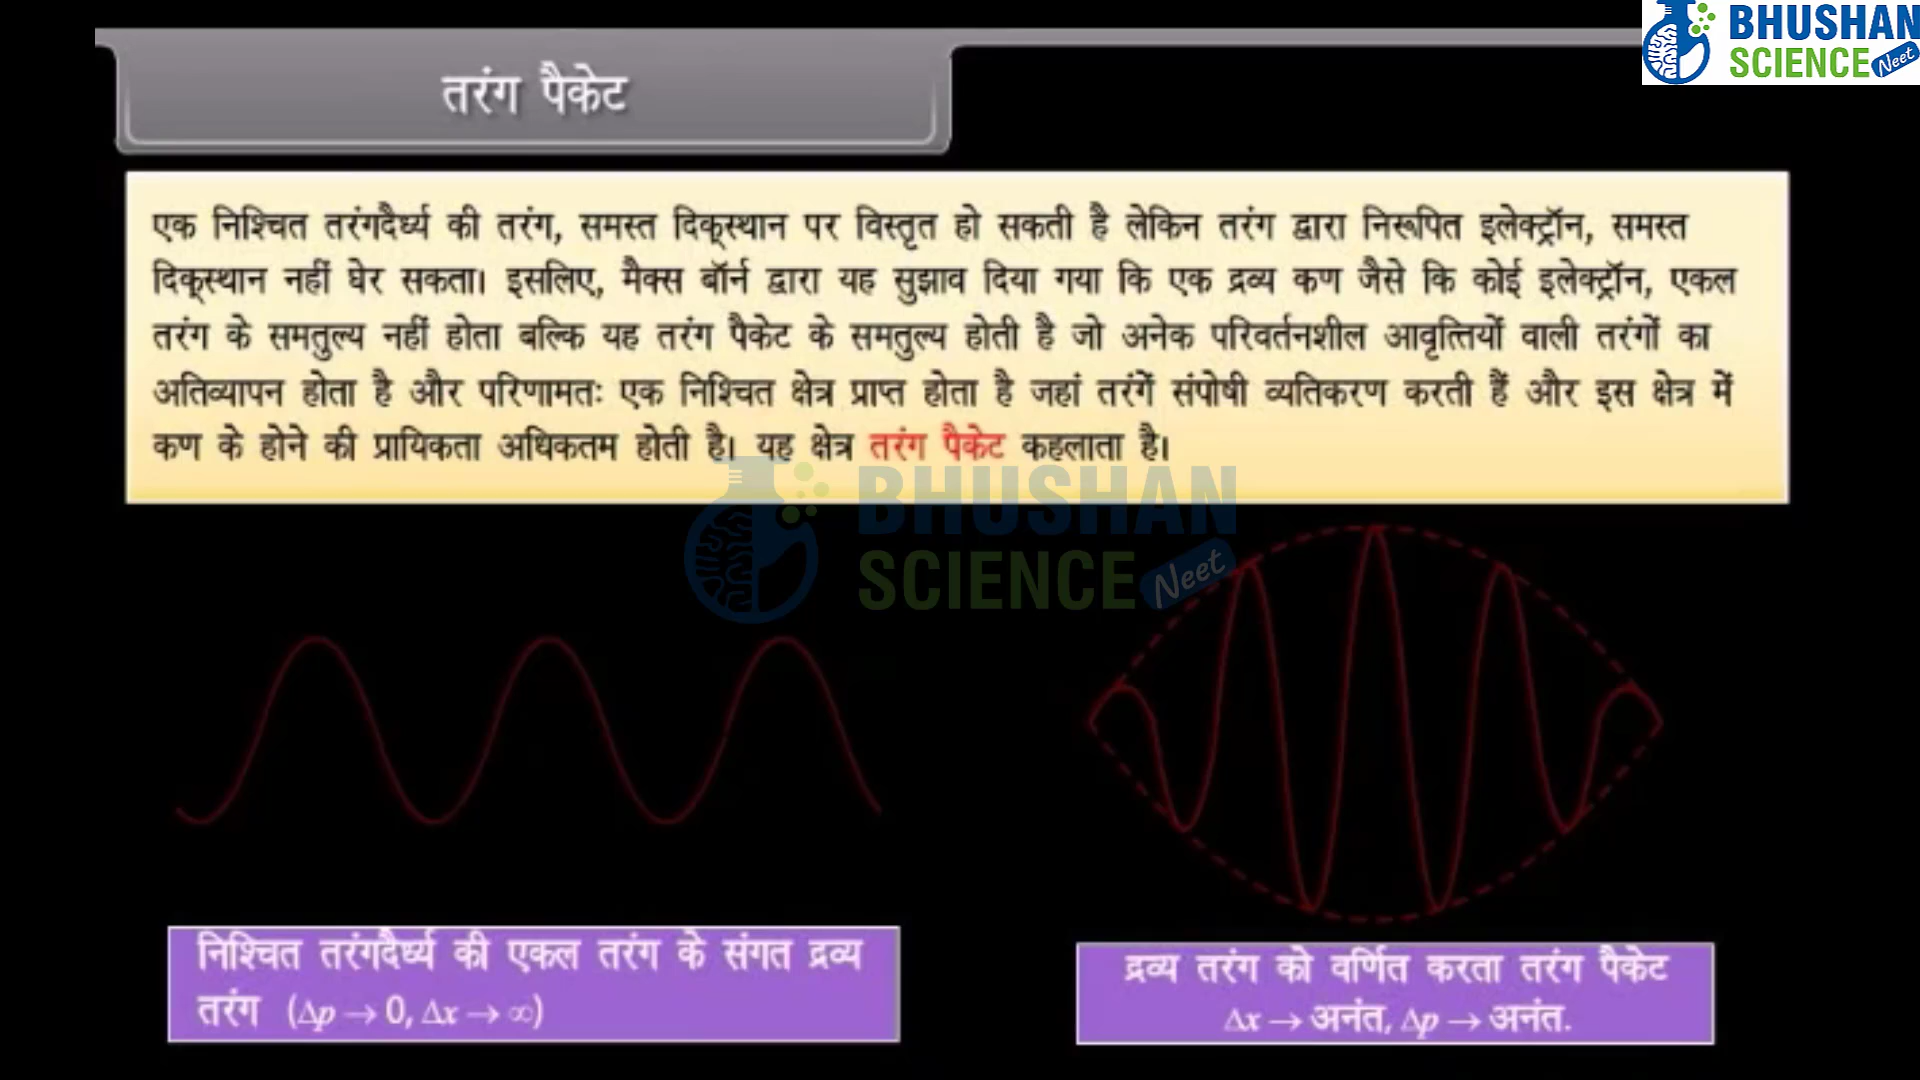 BHUSHAN
SCIENCE Neet
तरंग पैकेट
एक निश्चित तरंगदैर्ध्य की तरंग, समस्त दिक्स्थान पर विस्तृत हो सकती है लेकिन तरंग द्वारा निरूपित इलेक्ट्रॉन, समस्त
दिक्स्थान नहीं घेर सकता। इसलिए, मैक्स बॉर्न द्वारा यह सुझाव दिया गया कि एक द्रव्य कण जैसे कि कोई इलेक्ट्रॉन, एकल
तरंग के समतुल्य नहीं होता बल्कि यह तरंग पैकेट के समतुल्य होती है जो अनेक परिवर्तनशील आवृत्तियों वाली तरंगों का
अतिव्यापन होता है और परिणामतः एक निश्चित क्षेत्र प्राप्त होता है जहां तरंगें संपोषी व्यतिकरण करती हैं और इस क्षेत्र में
कण के होने की प्रायिकता अधिकतम होती है। यह क्षेत्र तरंग पैकेट कहलाता है।
BHUSHAN
SCIENCE Neet
निश्चित तरंगदैर्ध्य की एकल तरंग के संगत द्रव्य
तरंग (Δp → 0, Δx → ∞)
द्रव्य तरंग को वर्णित करता तरंग पैकेट
Δx → अनंत, Δp → अनंत.